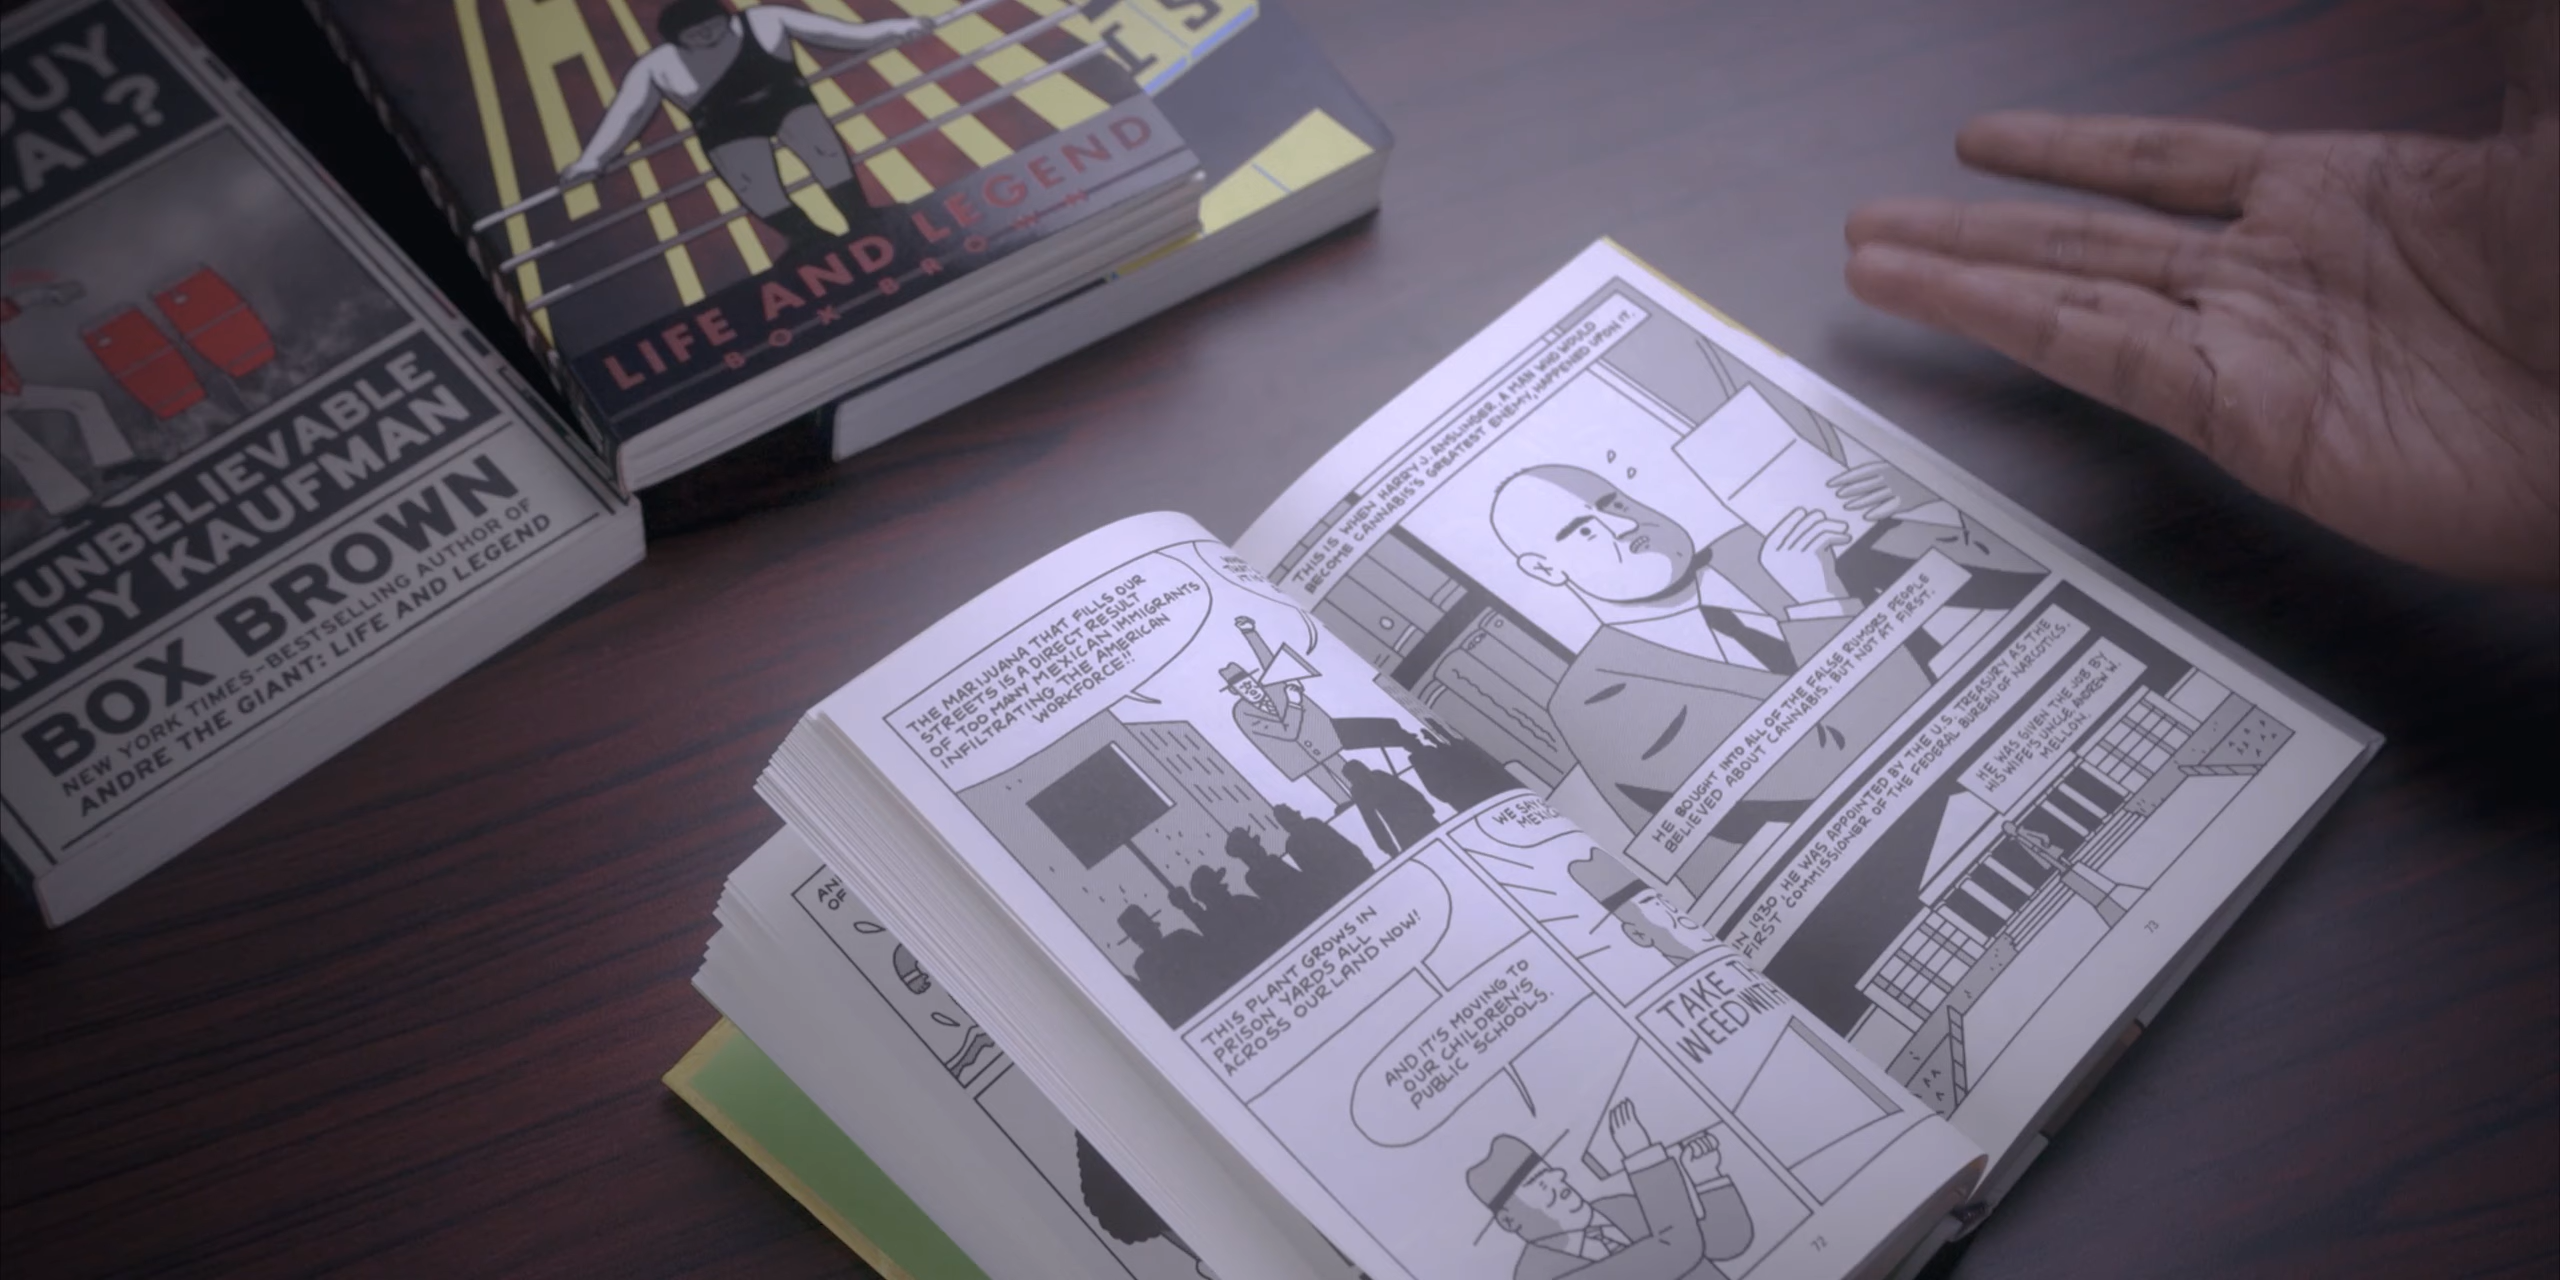 UY
AL?
UNBELIEVABLE
ANDY KAUFMAN
BOX BROWN
NEW YORK TIMES-BESTSELLING AUTHOR OF
ANDRE THE GIANT: LIFE AND LEGEND
LIFE AND LEGEND
BOX BROWN
IS
THE MARIJUANA THAT FILLS OUR
STREETS IS A DIRECT RESULT
OF TOO MANY MEXICAN IMMIGRANTS
INFILTRATING THE AMERICAN
WORKFORCE!!
WE SAY
THIS PLANT GROWS IN
PRISON YARDS ALL
ACROSS OUR LAND NOW!
AND IT'S MOVING TO
OUR CHILDREN'S
PUBLIC SCHOOLS.
TAKE
WEED WITH
72
AN
OF
THIS IS WHEN HARRY J. ANSLINGER, A MAN WHO WOULD
BECOME CANNABIS'S GREATEST ENEMY, HAPPENED UPON IT.
HE BOUGHT INTO ALL OF THE FALSE RUMORS PEOPLE
BELIEVED ABOUT CANNABIS. BUT NOT AT FIRST.
IN 1930, HE WAS APPOINTED BY THE U.S. TREASURY AS THE
FIRST COMMISSIONER OF THE FEDERAL BUREAU OF NARCOTICS.
HE WAS GIVEN THE JOB BY
HIS WIFE'S UNCLE, ANDREW W.
MELLON.
73